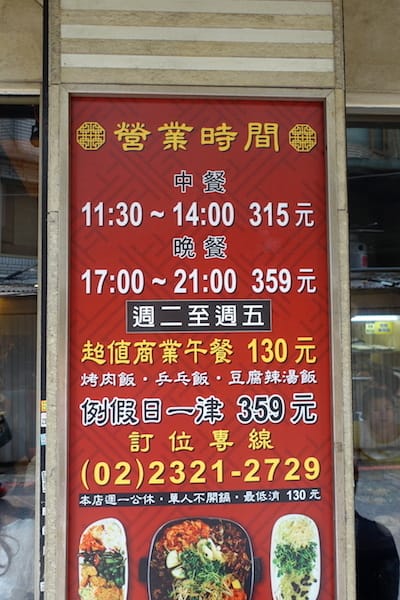 營業時間
中餐
11:30 ~ 14:00 315元
晚餐
17:00 ~ 21:00 359元
週二至週五
超值商業午餐 130元
烤肉飯・乒乓飯・豆腐辣湯飯
例假日一津 359元
訂位專線
(02)2321-2729
本店週一公休・單人不開鍋・最低消 130元